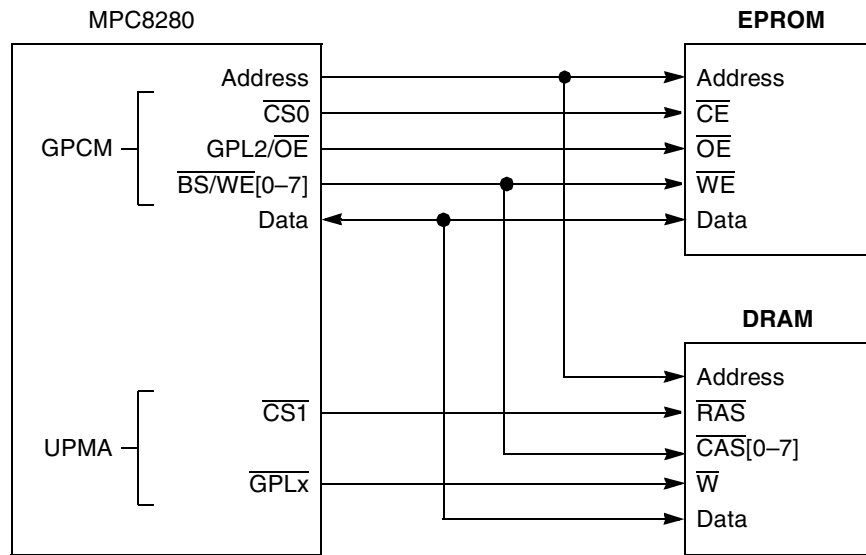 MPC8280
Address
CS0
GPL2/OE
BS/WE[0–7]
Data
GPCM
CS1
GPLx
UPMA
EPROM
Address
CE
OE
WE
Data
DRAM
Address
RAS
CAS[0–7]
W
Data